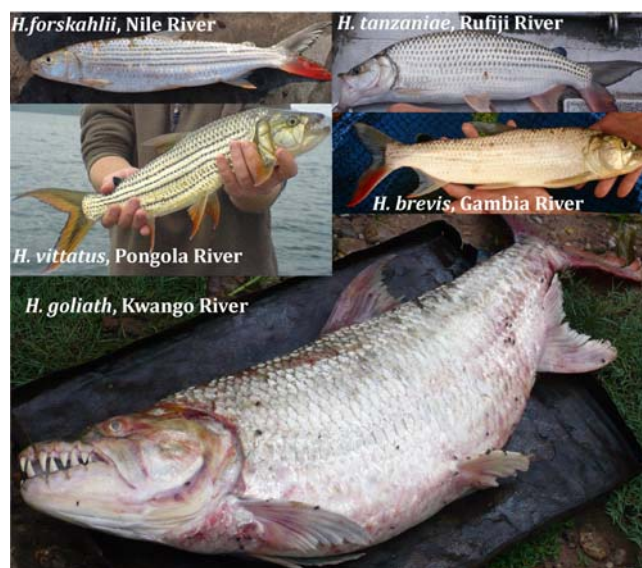 H.forskahlii, Nile River
H. tanzaniae, Rufiji River
H. brevis, Gambia River
H. vittatus, Pongola River
H. goliath, Kwango River